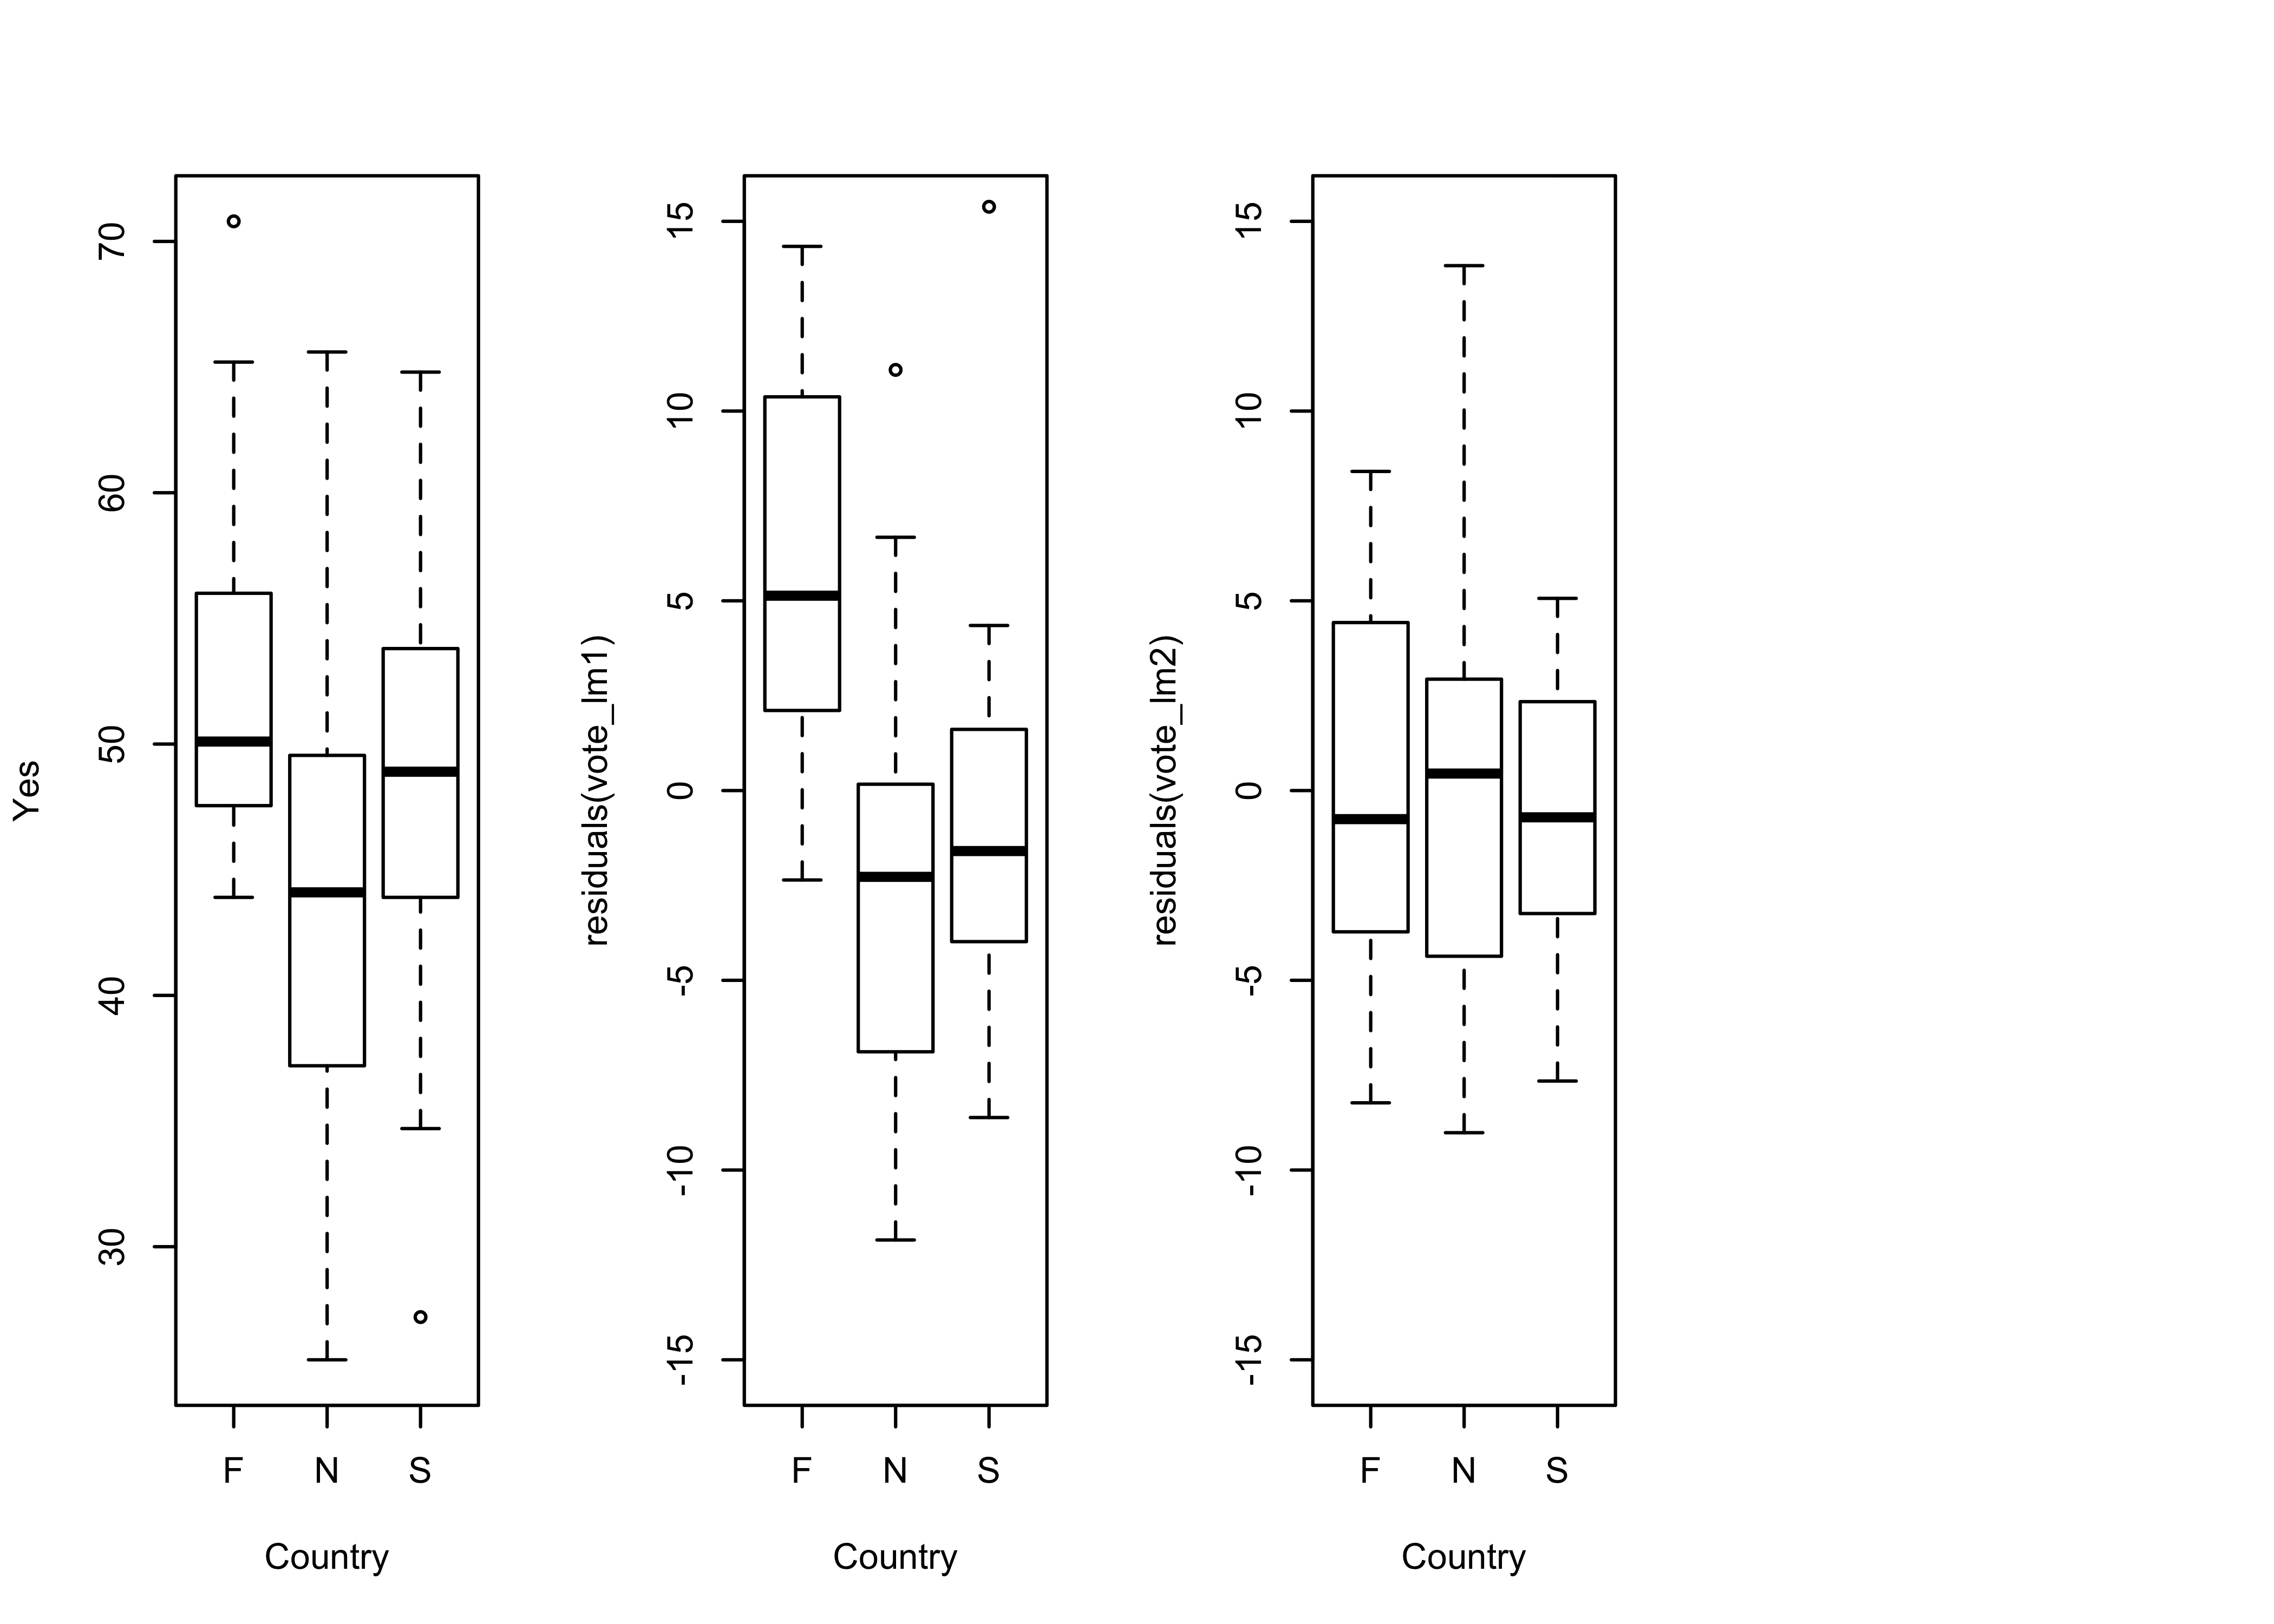 Yes
70
60
50
40
30
F N S
Country
residuals(vote_lm1)
15
10
5
0
-5
-10
-15
F N S
Country
residuals(vote_lm2)
15
10
5
0
-5
-10
-15
F N S
Country